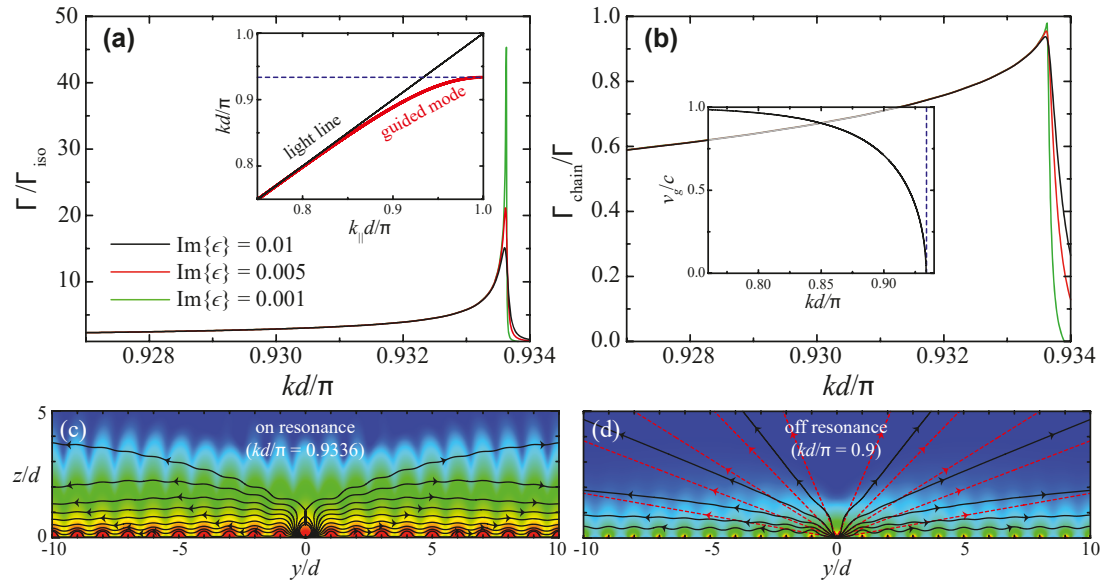 (a)
50
40
30
20
10
Γ/Γiso
1.0
0.9
0.8
kd/π
light line
guided mode
0.8 0.9 1.0
k||d/π
Im{ϵ} = 0.01
Im{ϵ} = 0.005
Im{ϵ} = 0.001
0.928 0.930 0.932 0.934
kd/π
(b)
1.0
0.8
0.6
0.4
0.2
0.0
Γchain/Γ
1.0
0.5
0.0
vg/c
0.80 0.85 0.90
kd/π
0.928 0.930 0.932 0.934
kd/π
(c)
on resonance
(kd/π = 0.9336)
5
z/d
0
-10 -5 0 5 10
y/d
(d)
off resonance
(kd/π = 0.9)
-10 -5 0 5 10
y/d